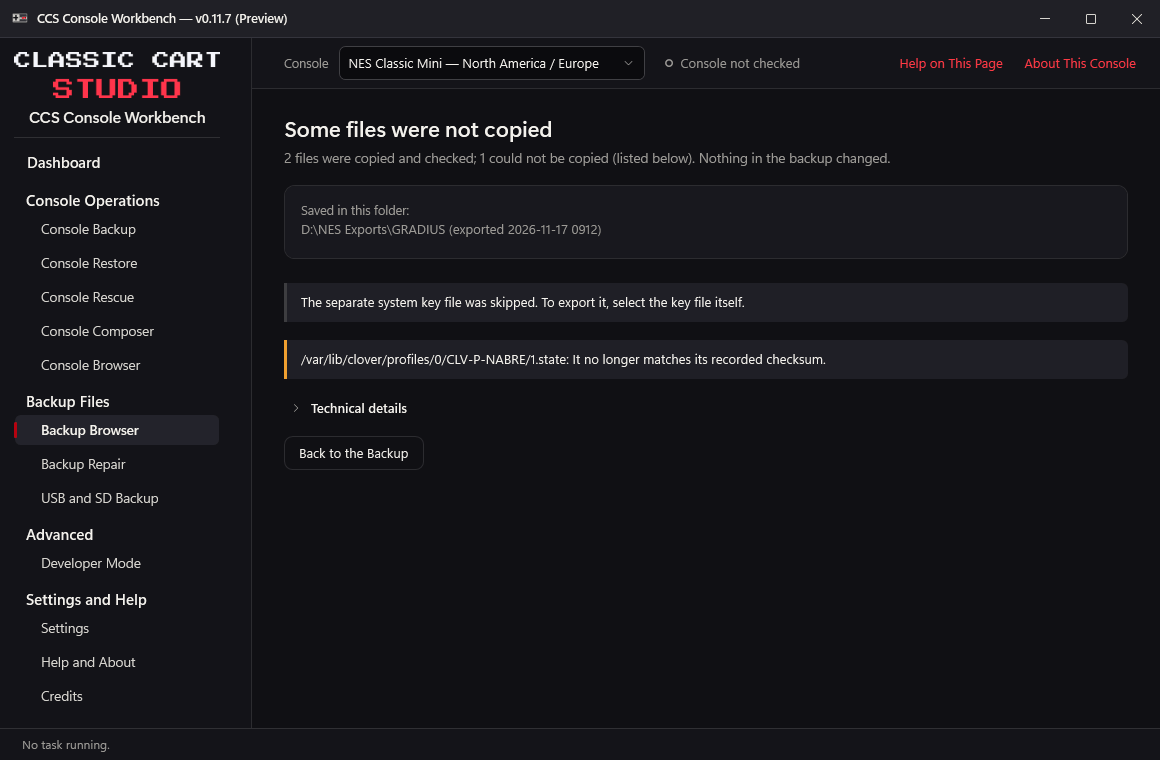 CCS Console Workbench — v0.11.7 (Preview)
CLASSIC CART
STUDIO
CCS Console Workbench
Dashboard
Console Operations
Console Backup
Console Restore
Console Rescue
Console Composer
Console Browser
Backup Files
Backup Browser
Backup Repair
USB and SD Backup
Advanced
Developer Mode
Settings and Help
Settings
Help and About
Credits
Console
NES Classic Mini — North America / Europe
Console not checked
Help on This Page
About This Console
Some files were not copied
2 files were copied and checked; 1 could not be copied (listed below). Nothing in the backup changed.
Saved in this folder:
D:\NES Exports\GRADIUS (exported 2026-11-17 0912)
The separate system key file was skipped. To export it, select the key file itself.
/var/lib/clover/profiles/0/CLV-P-NABRE/1.state: It no longer matches its recorded checksum.
Technical details
Back to the Backup
No task running.